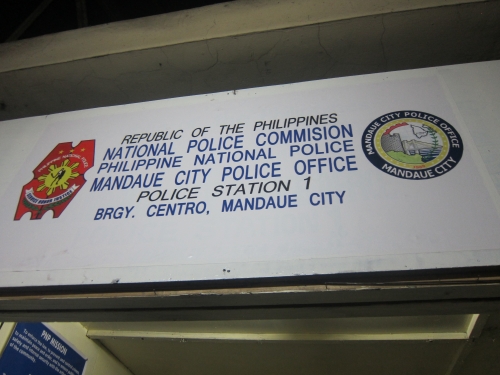 REPUBLIC OF THE PHILIPPINES
NATIONAL POLICE COMMISION
PHILIPPINE NATIONAL POLICE
MANDAUE CITY POLICE OFFICE
POLICE STATION 1
BRGY. CENTRO, MANDAUE CITY
MANDAUE CITY POLICE OFFICE
MANDAUE CITY
PNP MISSION